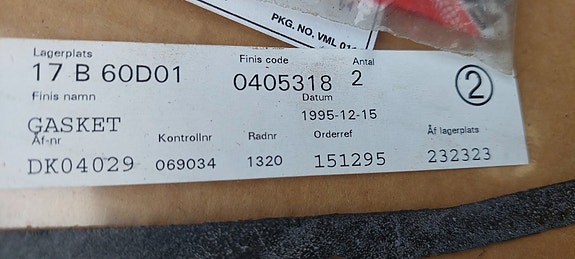 PKG. NO. VML
Lagerplats Finis code Antal
17 B 60D01 0405318 2
2
Finis namn Datum
GASKET 1995-12-15
Åf-nr Kontrollnr Radnr Orderref Åf lagerplats
DK04029 069034 1320 151295 232323